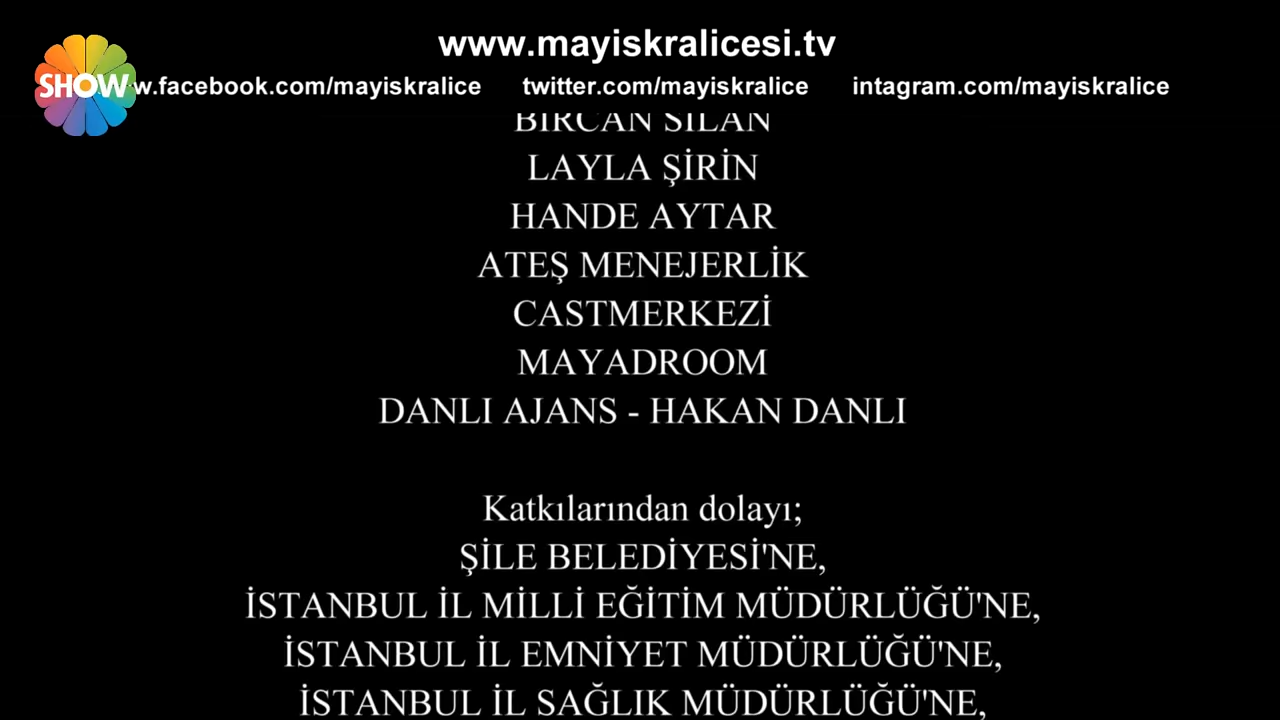 www.mayiskralicesi.tv
SHOW
w.facebook.com/mayiskralice twitter.com/mayiskralice intagram.com/mayiskralice
BİRCAN SİLAN
LAYLA ŞİRİN
HANDE AYTAR
ATEŞ MENEJERLİK
CASTMERKEZİ
MAYADROOM
DANLI AJANS - HAKAN DANLI
Katkılarından dolayı;
ŞİLE BELEDİYESİ'NE,
İSTANBUL İL MİLLİ EĞİTİM MÜDÜRLÜĞÜ'NE,
İSTANBUL İL EMNİYET MÜDÜRLÜĞÜ'NE,
İSTANBUL İL SAĞLIK MÜDÜRLÜĞÜ'NE,